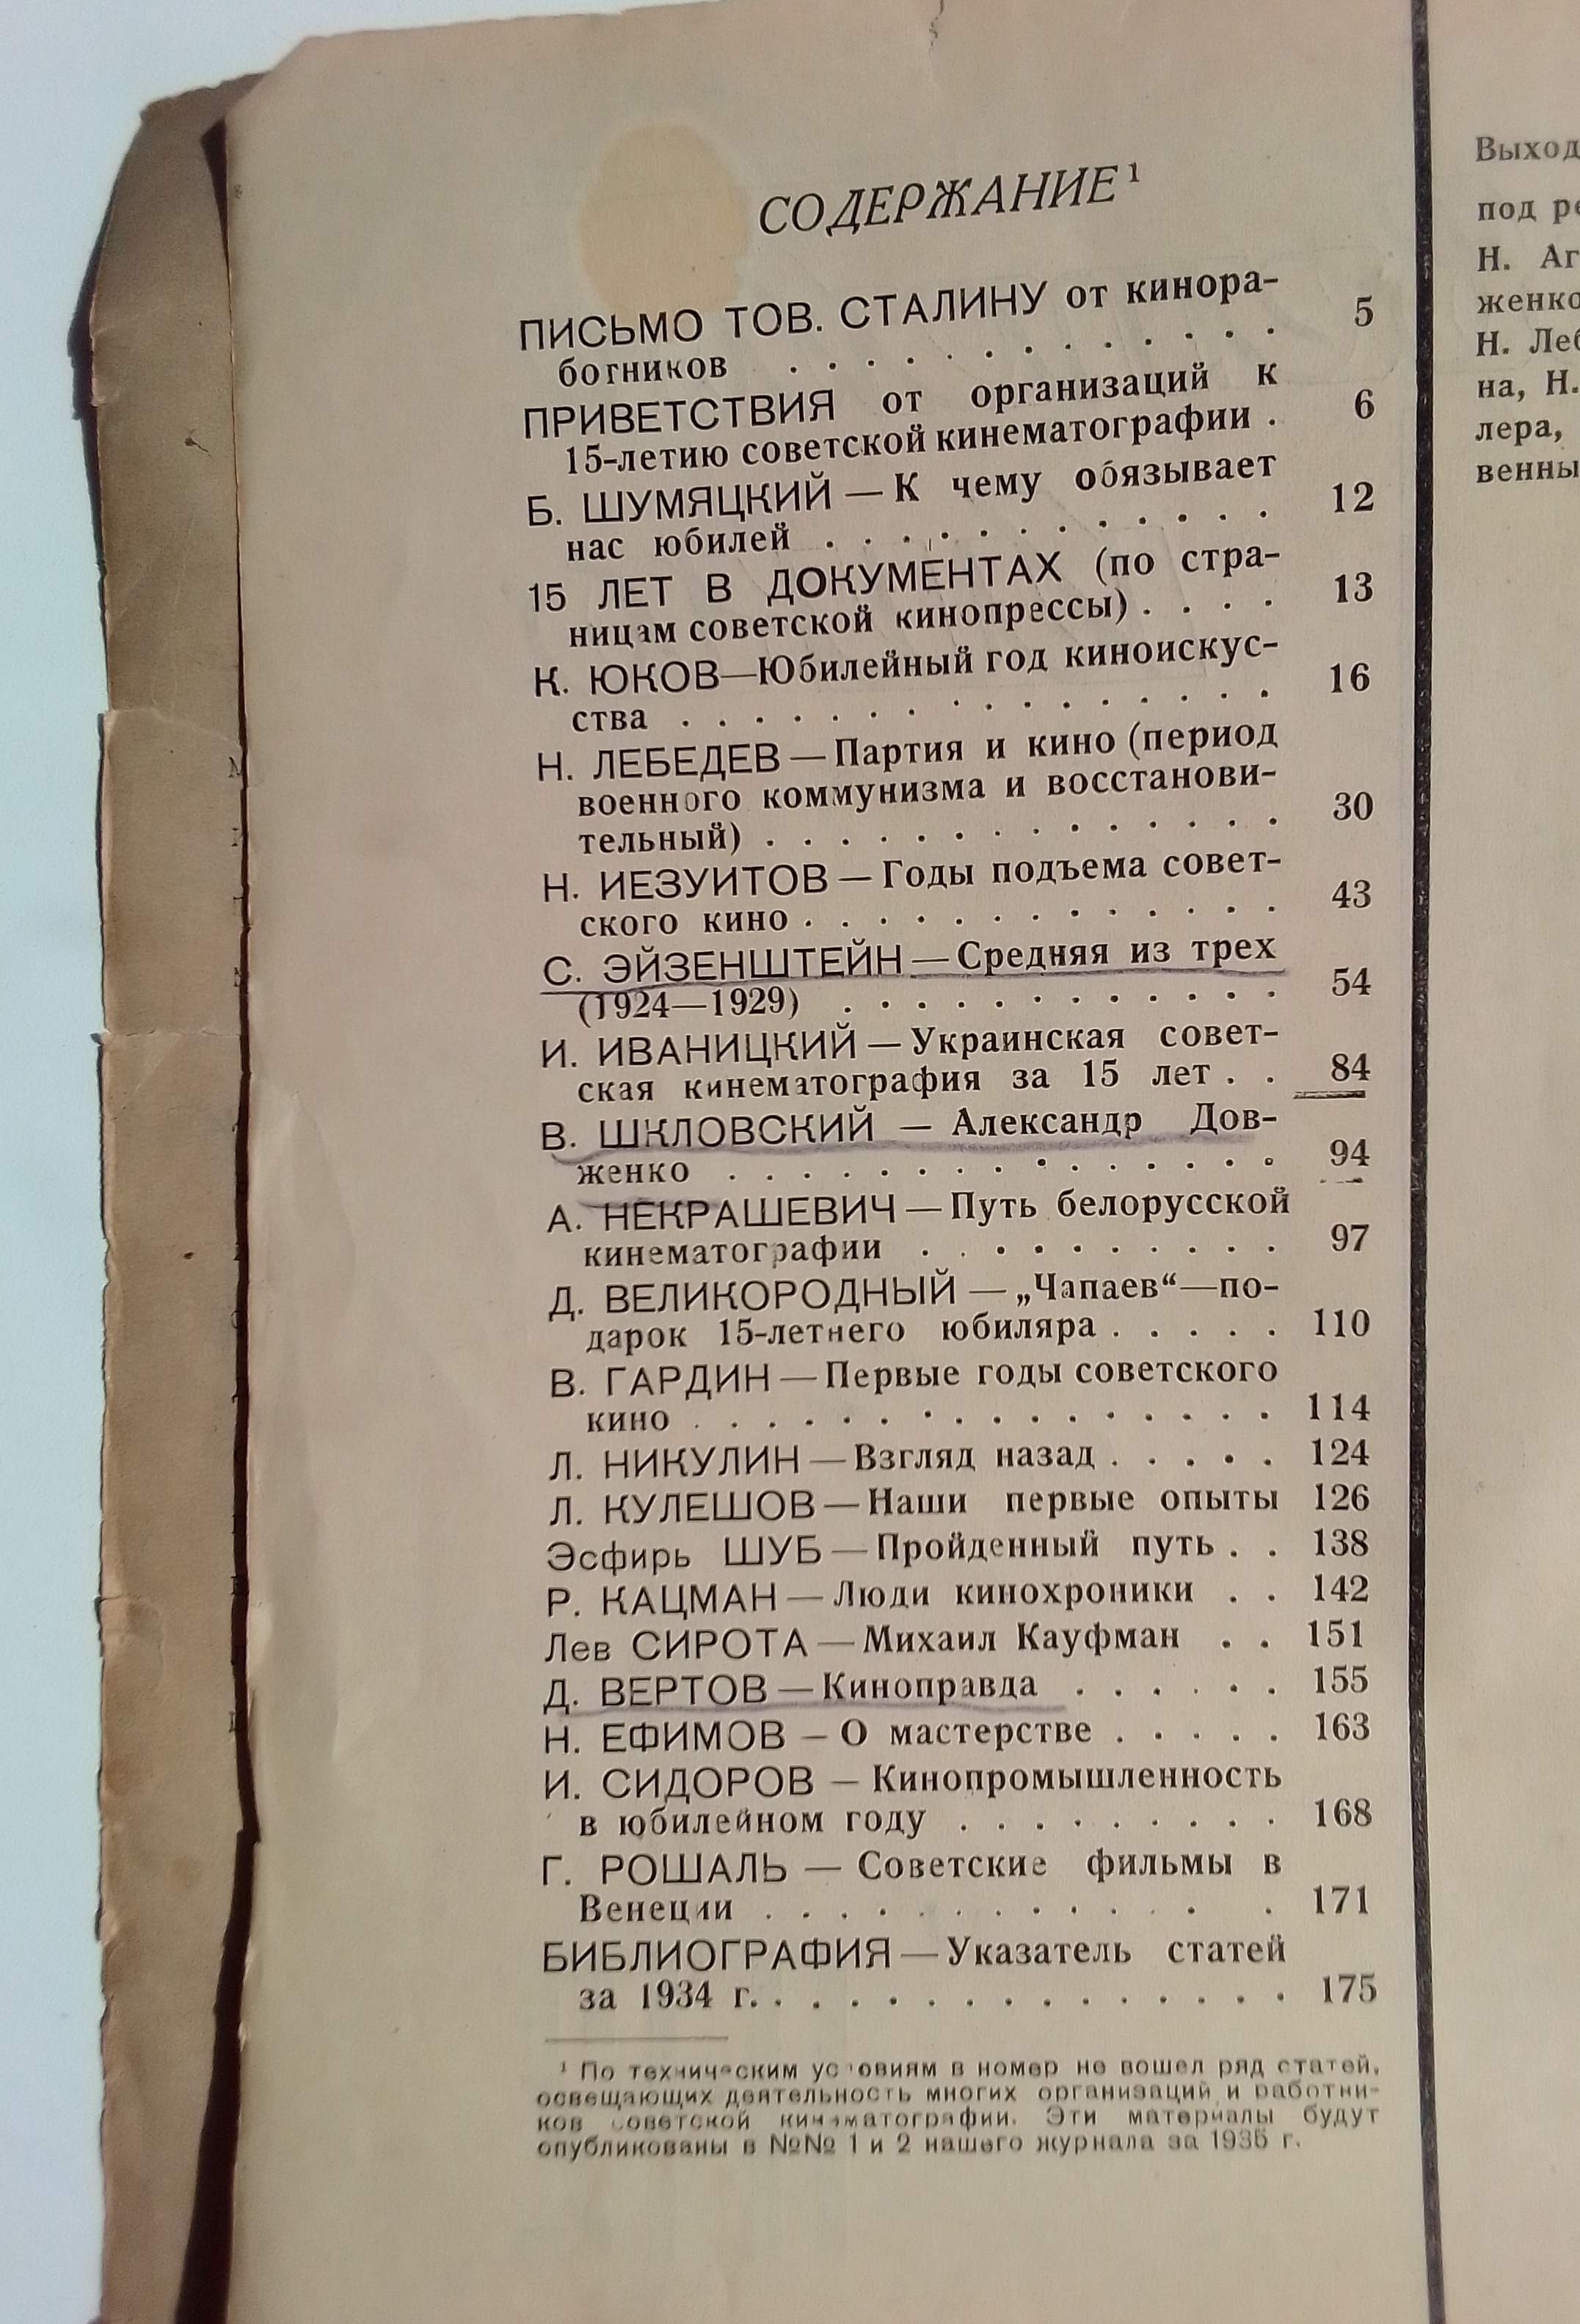 СОДЕРЖАНИЕ¹
ПИСЬМО ТОВ. СТАЛИНУ от кинора-
ботников . . . . . . . . . . . . 5
ПРИВЕТСТВИЯ от организаций к
15-летию советской кинематографии . 6
Б. ШУМЯЦКИЙ — К чему обязывает
нас юбилей . . . . . . . . . . . . 12
15 ЛЕТ В ДОКУМЕНТАХ (по стра-
ницам советской кинопрессы) . . . . 13
К. ЮКОВ—Юбилейный год киноискус-
ства . . . . . . . . . . . . . . . 16
Н. ЛЕБЕДЕВ — Партия и кино (период
военного коммунизма и восстанови-
тельный) . . . . . . . . . . . . . 30
Н. ИЕЗУИТОВ — Годы подъема совет-
ского кино . . . . . . . . . . . . . 43
С. ЭЙЗЕНШТЕЙН — Средняя из трех
(1924—1929) . . . . . . . . . . . . 54
И. ИВАНИЦКИЙ — Украинская совет-
ская кинематография за 15 лет . . 84
В. ШКЛОВСКИЙ — Александр Дов-
женко . . . . . . . . . . . . . . 94
А. НЕКРАШЕВИЧ — Путь белорусской
кинематографии . . . . . . . . . . 97
Д. ВЕЛИКОРОДНЫЙ — „Чапаев“—по-
дарок 15-летнего юбиляра . . . . . 110
В. ГАРДИН — Первые годы советского
кино . . . . . . . . . . . . . . . 114
Л. НИКУЛИН — Взгляд назад . . . . . 124
Л. КУЛЕШОВ — Наши первые опыты 126
Эсфирь ШУБ — Пройденный путь . . 138
Р. КАЦМАН — Люди кинохроники . . 142
Лев СИРОТА — Михаил Кауфман . . 151
Д. ВЕРТОВ — Киноправда . . . . . . 155
Н. ЕФИМОВ — О мастерстве . . . . . 163
И. СИДОРОВ — Кинопромышленность
в юбилейном году . . . . . . . . . 168
Г. РОШАЛЬ — Советские фильмы в
Венеции . . . . . . . . . . . . . 171
БИБЛИОГРАФИЯ — Указатель статей
за 1934 г. . . . . . . . . . . . . . . 175
¹ По техническим условиям в номер не вошел ряд статей,
освещающих деятельность многих организаций и работни-
ков советской кинематографии. Эти материалы будут
опубликованы в №№ 1 и 2 нашего журнала за 1935 г.
Выход
под ре
Н. Аг
женко
Н. Леб
на, Н.
лера,
венны